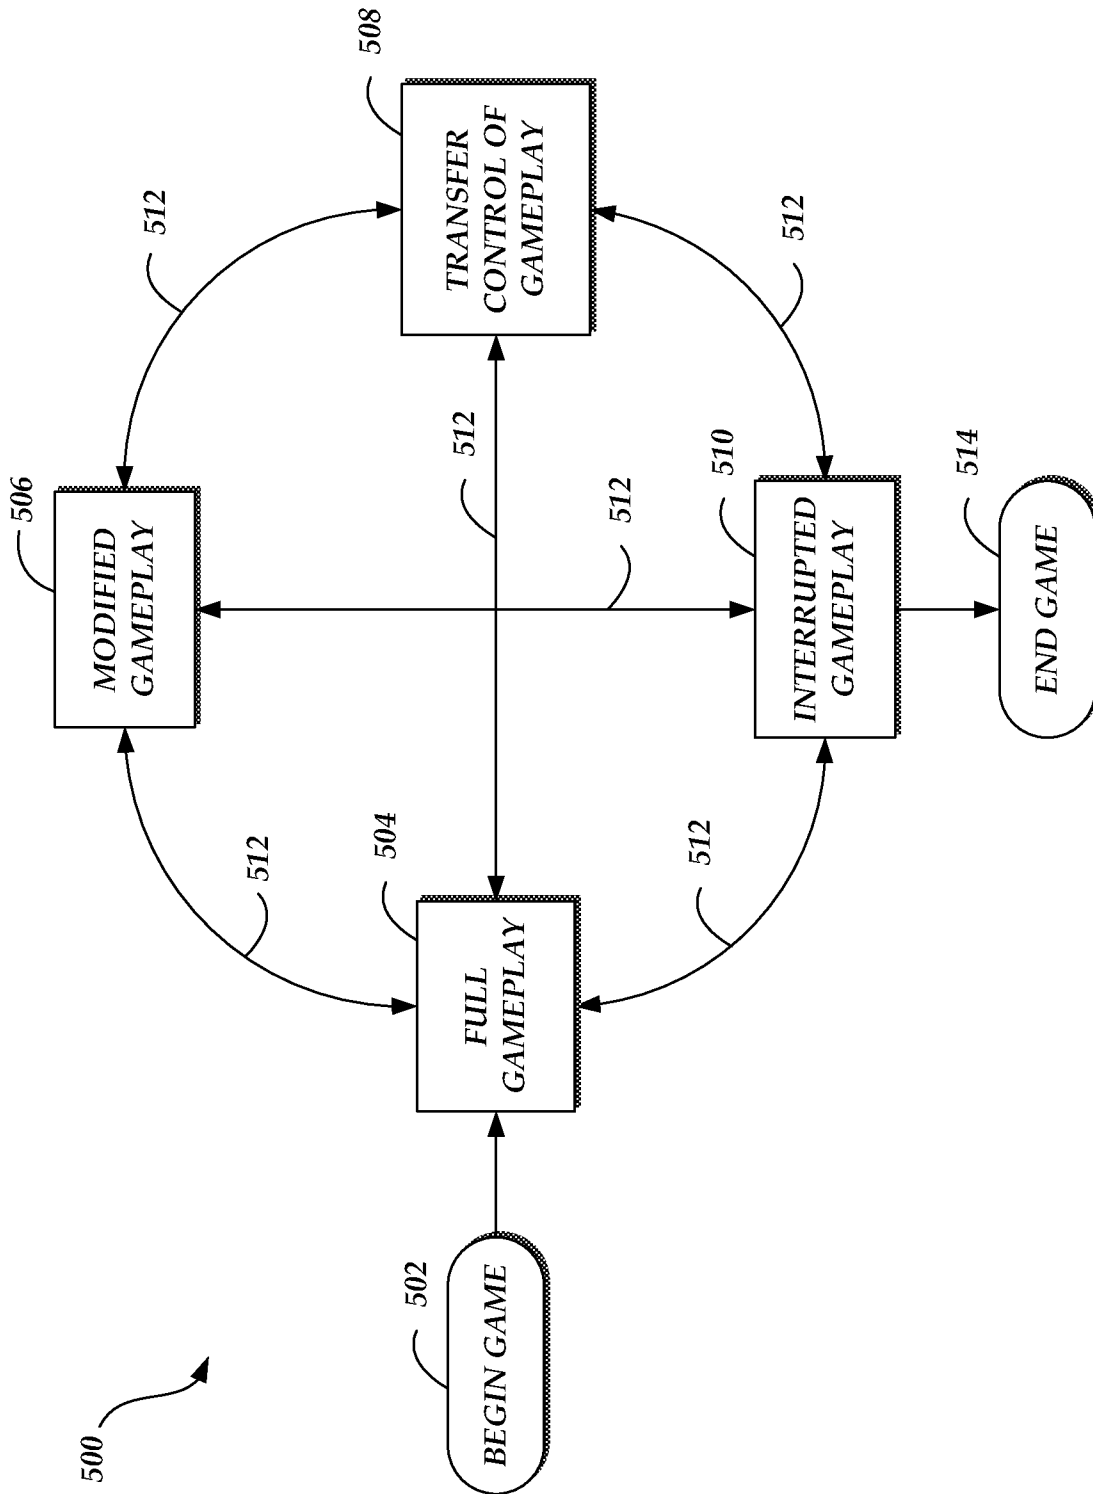 500
502
BEGIN GAME
504
FULL
GAMEPLAY
506
MODIFIED
GAMEPLAY
508
TRANSFER
CONTROL OF
GAMEPLAY
510
INTERRUPTED
GAMEPLAY
512
512
512
512
512
512
514
END GAME